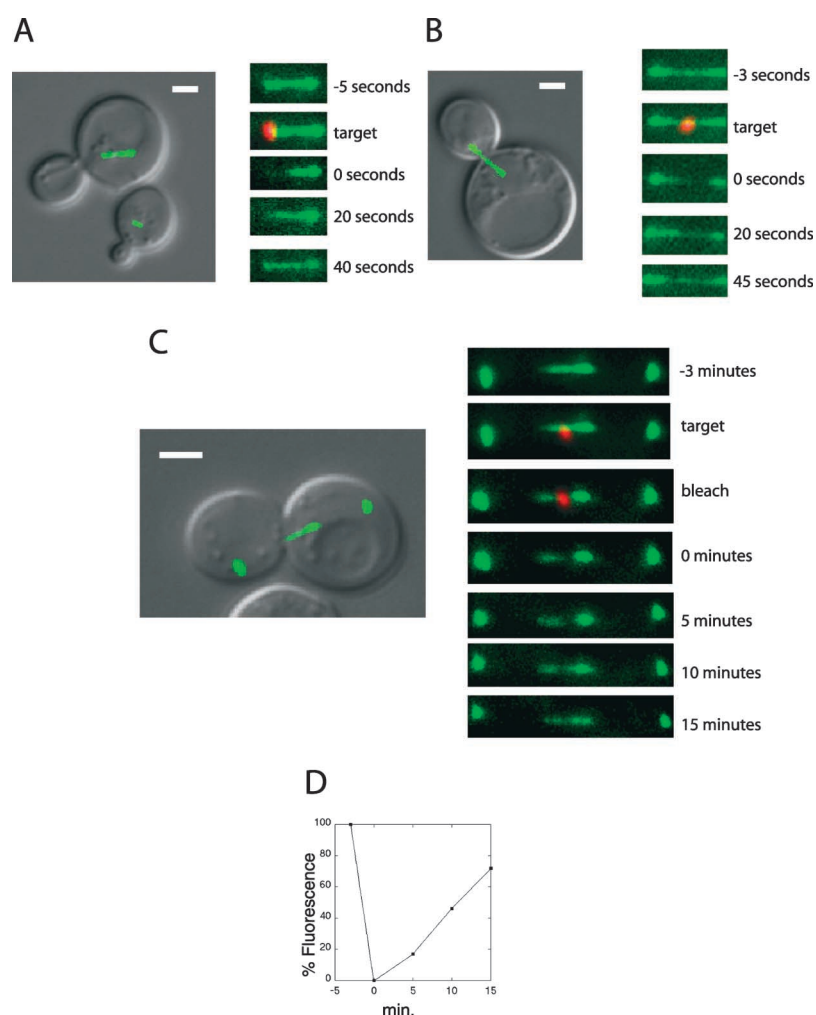 A
-5 seconds
target
0 seconds
20 seconds
40 seconds
B
-3 seconds
target
0 seconds
20 seconds
45 seconds
C
-3 minutes
target
bleach
0 minutes
5 minutes
10 minutes
15 minutes
D
% Fluorescence
100
80
60
40
20
0
-5 0 5 10 15
min.